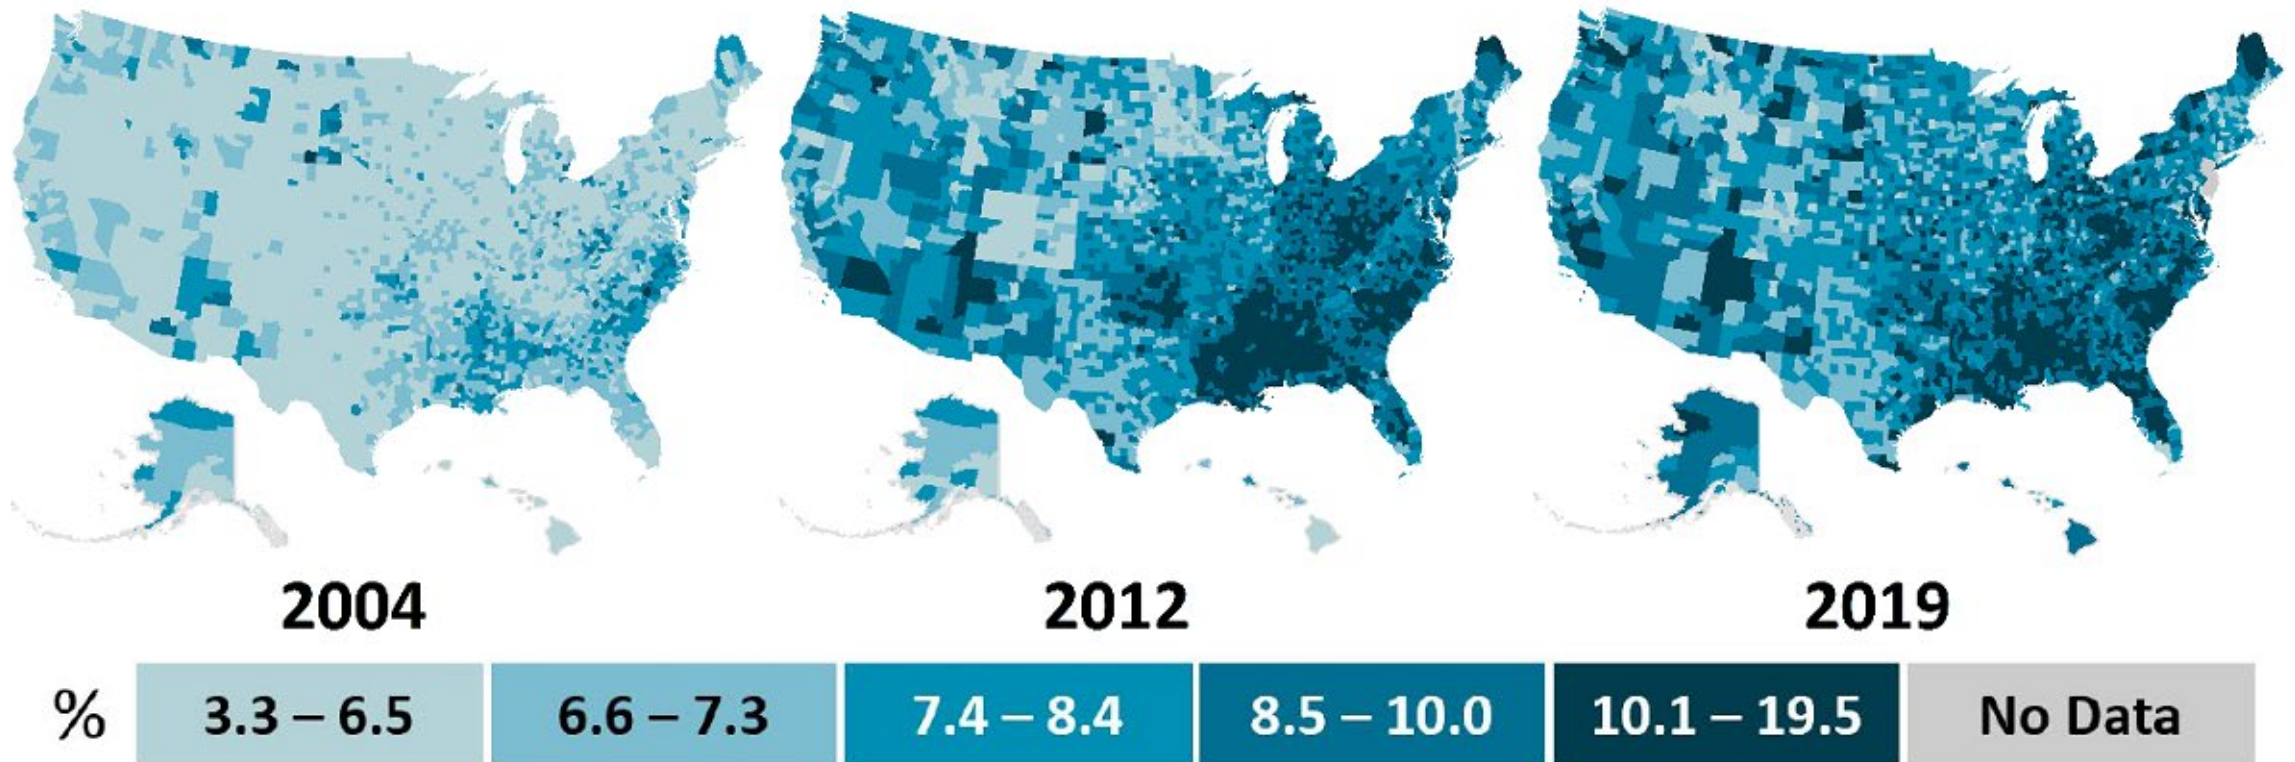 2004 2012 2019
% 3.3 – 6.5 6.6 – 7.3 7.4 – 8.4 8.5 – 10.0 10.1 – 19.5 No Data